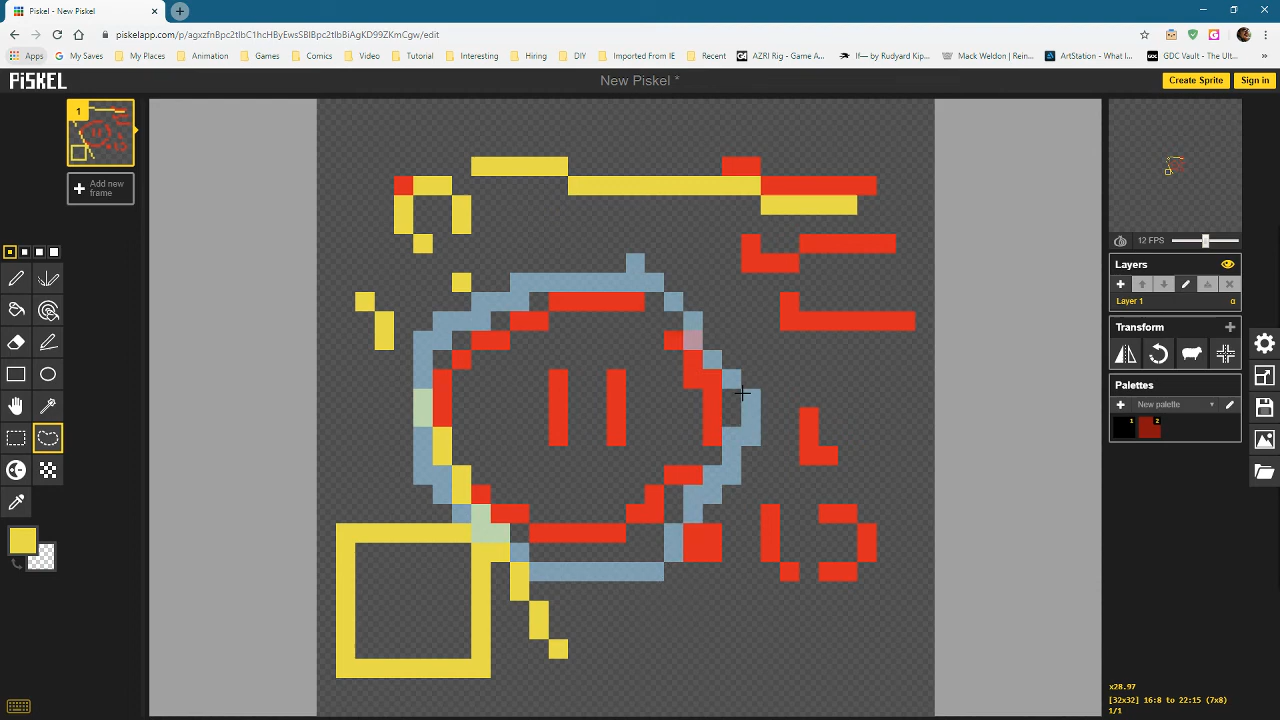 Piskel - New Piskel
piskelapp.com/p/agxzfnBpc2tlbC1hcHByEwsSBlBpc2tlbBiAgKD99ZKmCgw/edit
Apps My Saves My Places Animation Games Comics Video Tutorial Interesting Hiring DIY Imported From IE Recent AZRI Rig - Game A... If— by Rudyard Kip... Mack Weldon | Rein... ArtStation - What I... GDC Vault - The Ult...
PiSKEL
New Piskel *
Create Sprite
Sign in
1
Add new frame
12 FPS
Layers
Layer 1
α
Transform
Palettes
New palette
1
2
x28.97
[32x32] 16:8 to 22:15 (7x8)
1/1